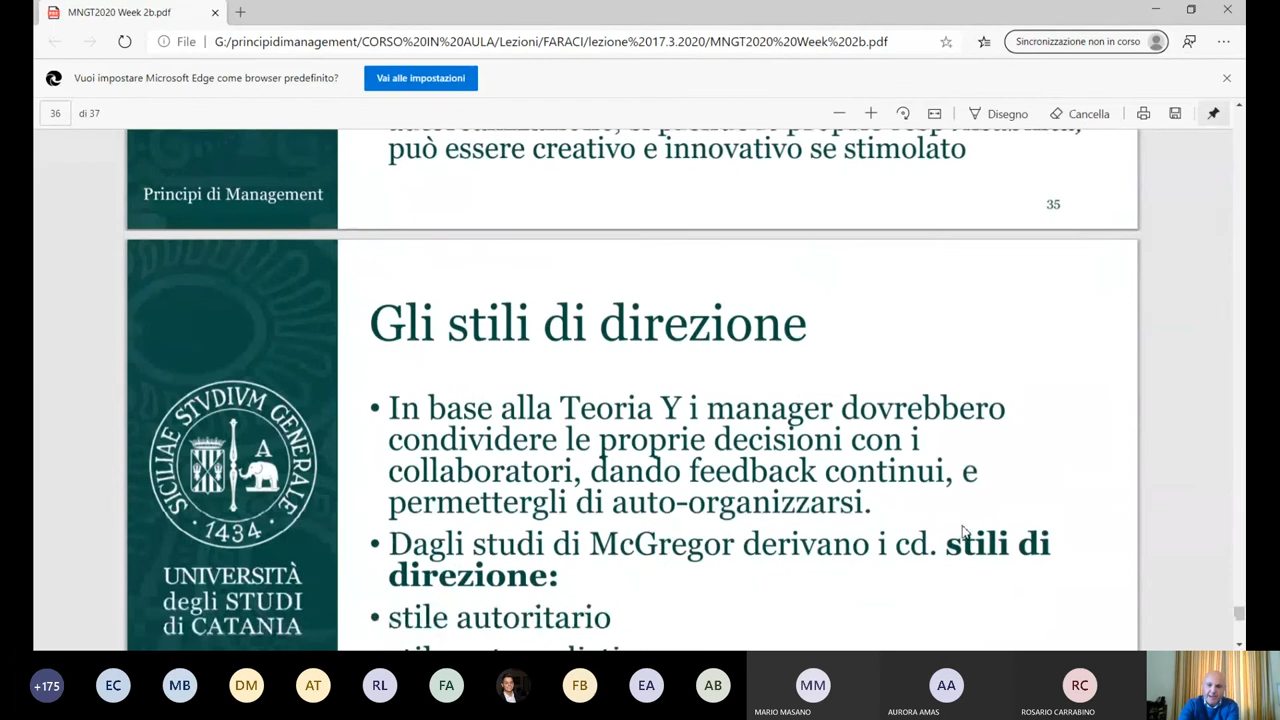 MNGT2020 Week 2b.pdf
File
G:/principidimanagement/CORSO%20IN%20AULA/Lezioni/FARACI/lezione%2017.3.2020/MNGT2020%20Week%202b.pdf
Sincronizzazione non in corso
Vuoi impostare Microsoft Edge come browser predefinito?
Vai alle impostazioni
36 di 37
Disegno
Cancella
può essere creativo e innovativo se stimolato
Principi di Management
35
Gli stili di direzione
• In base alla Teoria Y i manager dovrebbero
condividere le proprie decisioni con i
collaboratori, dando feedback continui, e
permettergli di auto-organizzarsi.
• Dagli studi di McGregor derivano i cd. stili di
direzione:
• stile autoritario
SICILIAE STVDIVM GENERALE
A
· 1434 ·
UNIVERSITÀ
degli STUDI
di CATANIA
+175
EC
MB
DM
AT
RL
FA
FB
EA
AB
MM
AA
RC
MARIO MASANO
AURORA AMAS
ROSARIO CARRABINO